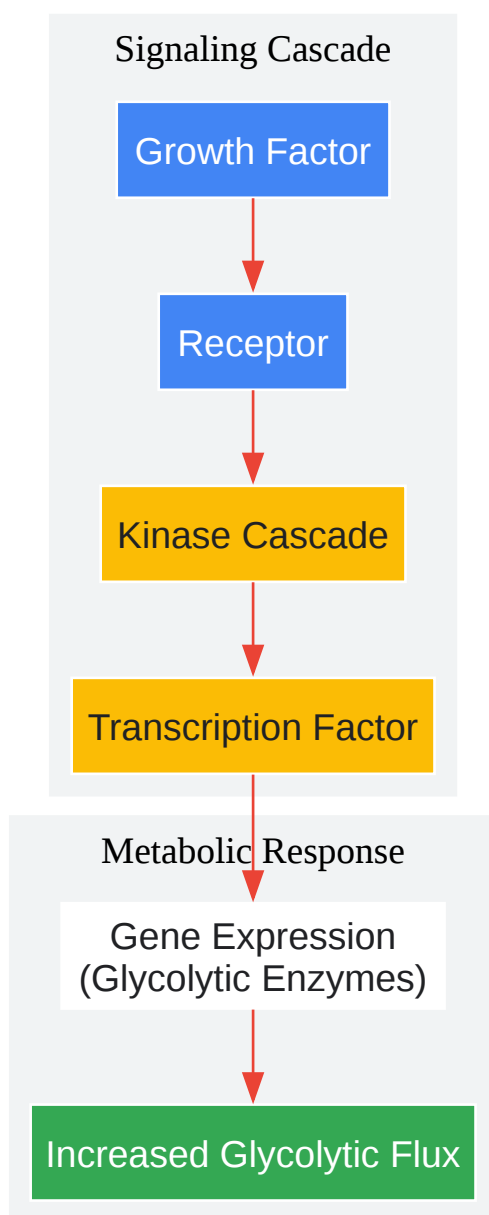 Signaling Cascade
Growth Factor
Receptor
Kinase Cascade
Transcription Factor
Metabolic Response
Gene Expression
(Glycolytic Enzymes)
Increased Glycolytic Flux